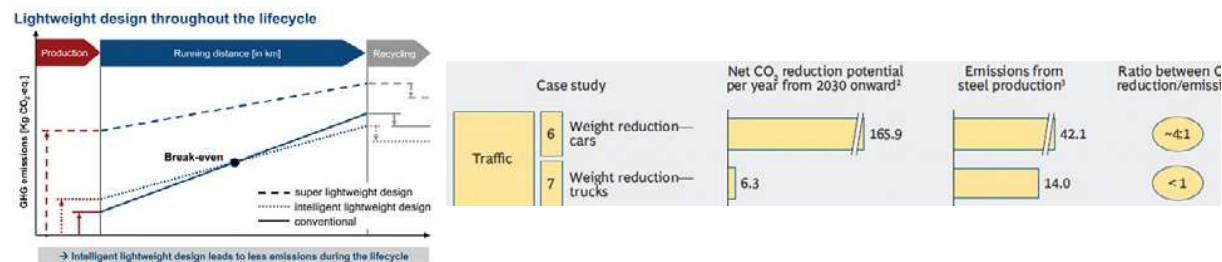 Lightweight design throughout the lifecycle
Production
Running distance [in km]
Recycling
GHG emissions [Kg CO₂-eq.]
Break-even
super lightweight design
intelligent lightweight design
conventional
→ Intelligent lightweight design leads to less emissions during the lifecycle
Case study
Net CO₂ reduction potential
per year from 2030 onward²
Emissions from
steel production³
Ratio between C
reduction/emissi
Traffic
6
Weight reduction—
cars
165.9
42.1
~4:1
7
Weight reduction—
trucks
6.3
14.0
< 1